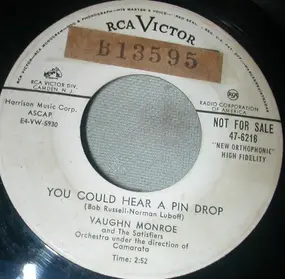 RCA VICTOR
B13595
RCA VICTOR DIV.
CAMDEN, N.J.
RADIO CORPORATION
OF AMERICA
Harrison Music Corp.
ASCAP
E4-VW-5930
NOT FOR SALE
47-6216
"NEW ORTHOPHONIC"
HIGH FIDELITY
YOU COULD HEAR A PIN DROP
(Bob Russell-Norman Luboff)
VAUGHN MONROE
and The Satisfiers
Orchestra under the direction of
Camarata
Time: 2:52